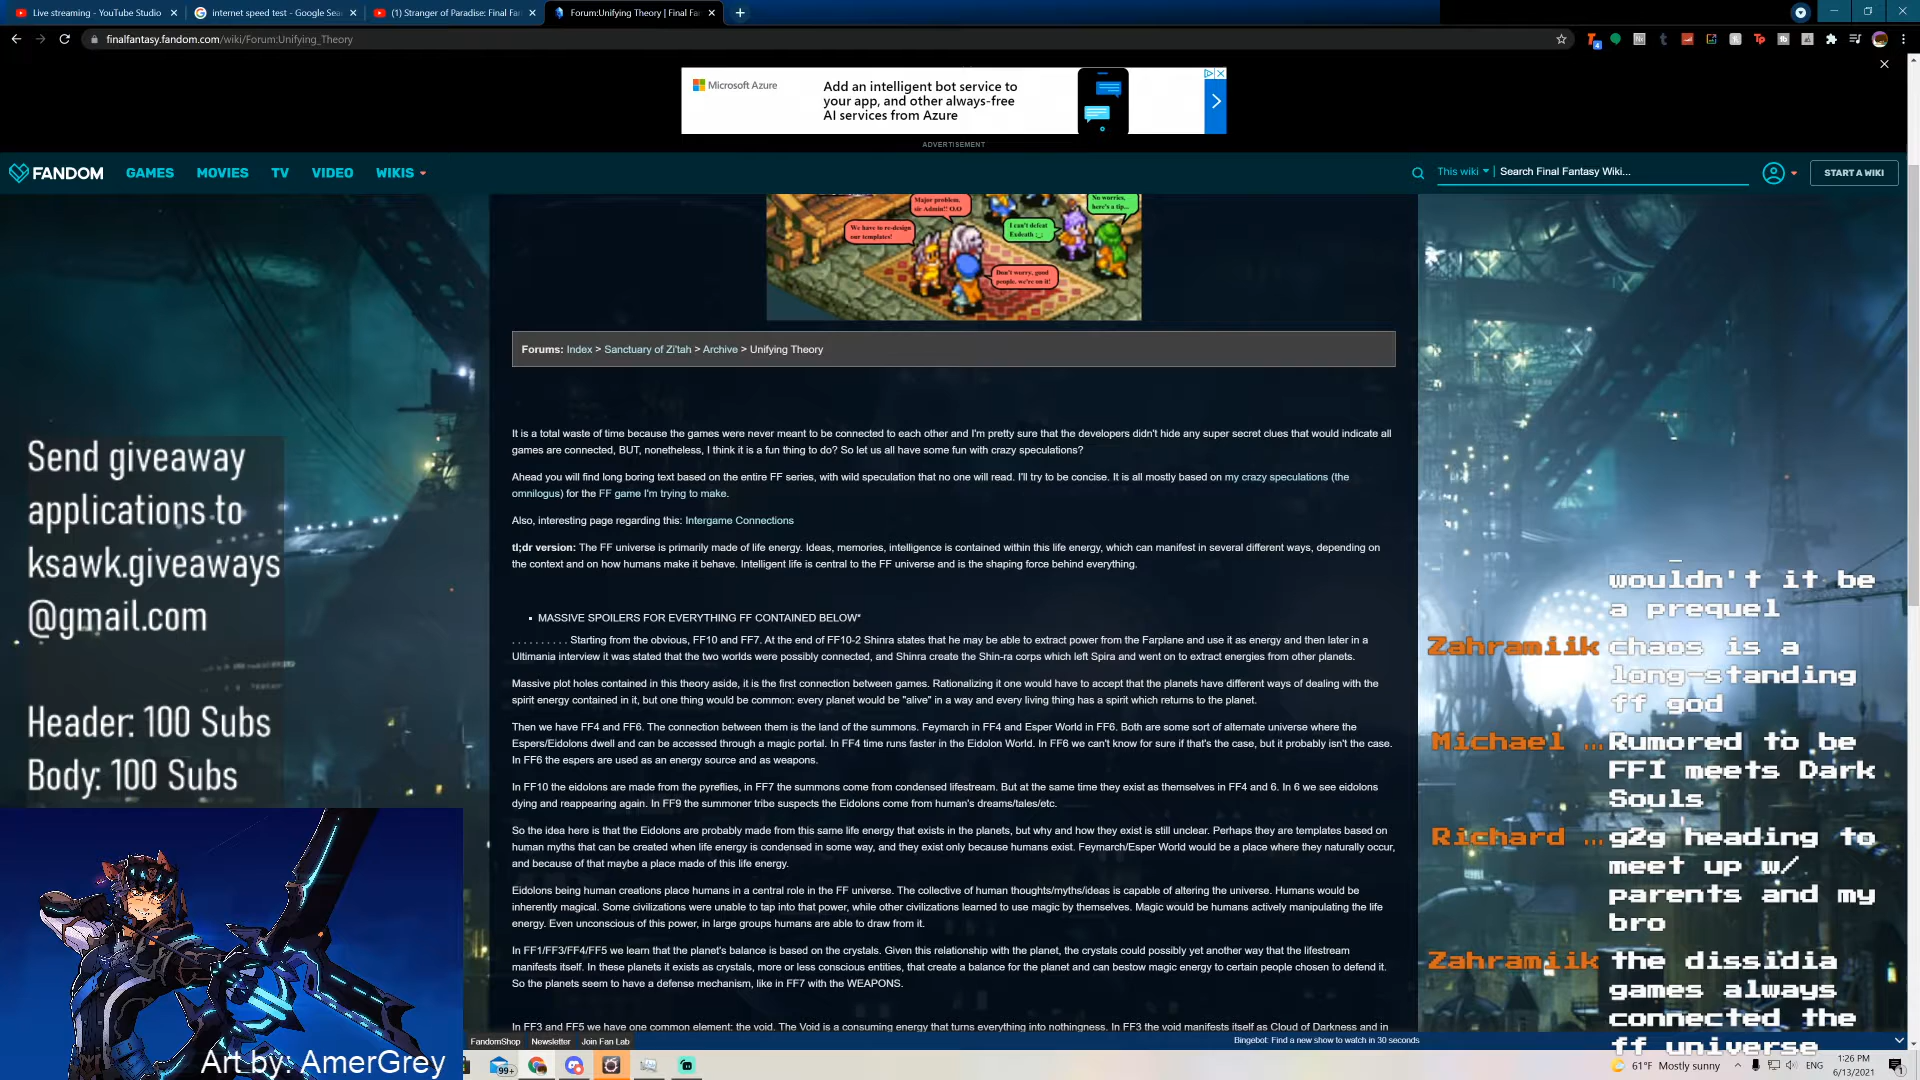 Live streaming - YouTube Studio
internet speed test - Google Sea
(1) Stranger of Paradise: Final Fan
Forum:Unifying Theory | Final Fa
finalfantasy.fandom.com/wiki/Forum:Unifying_Theory
Microsoft Azure
Add an intelligent bot service to
your app, and other always-free
AI services from Azure
ADVERTISEMENT
FANDOM
GAMES
MOVIES
TV
VIDEO
WIKIS
This wiki
Search Final Fantasy Wiki...
START A WIKI
Major problem,
sir Admin!! O.O
No worries,
here's a tip...
We have to re-design
our templates!
I can't defeat
Exdeath ;_;
Don't worry, good
people, we're on it!
Forums: Index > Sanctuary of Zi'tah > Archive > Unifying Theory
It is a total waste of time because the games were never meant to be connected to each other and I'm pretty sure that the developers didn't hide any super secret clues that would indicate all
games are connected, BUT, nonetheless, I think it is a fun thing to do? So let us all have some fun with crazy speculations?
Ahead you will find long boring text based on the entire FF series, with wild speculation that no one will read. I'll try to be concise. It is all mostly based on my crazy speculations (the
omnilogus) for the FF game I'm trying to make.
Also, interesting page regarding this: Intergame Connections
tl;dr version: The FF universe is primarily made of life energy. Ideas, memories, intelligence is contained within this life energy, which can manifest in several different ways, depending on
the context and on how humans make it behave. Intelligent life is central to the FF universe and is the shaping force behind everything.
MASSIVE SPOILERS FOR EVERYTHING FF CONTAINED BELOW*
. . . . . . . . . . Starting from the obvious, FF10 and FF7. At the end of FF10-2 Shinra states that he may be able to extract power from the Farplane and use it as energy and then later in a
Ultimania interview it was stated that the two worlds were possibly connected, and Shinra create the Shin-ra corps which left Spira and went on to extract energies from other planets.
Massive plot holes contained in this theory aside, it is the first connection between games. Rationalizing it one would have to accept that the planets have different ways of dealing with the
spirit energy contained in it, but one thing would be common: every planet would be "alive" in a way and every living thing has a spirit which returns to the planet.
Then we have FF4 and FF6. The connection between them is the land of the summons. Feymarch in FF4 and Esper World in FF6. Both are some sort of alternate universe where the
Espers/Eidolons dwell and can be accessed through a magic portal. In FF4 time runs faster in the Eidolon World. In FF6 we can't know for sure if that's the case, but it probably isn't the case.
In FF6 the espers are used as an energy source and as weapons.
In FF10 the eidolons are made from the pyreflies, in FF7 the summons come from condensed lifestream. But at the same time they exist as themselves in FF4 and 6. In 6 we see eidolons
dying and reappearing again. In FF9 the summoner tribe suspects the Eidolons come from human's dreams/tales/etc.
So the idea here is that the Eidolons are probably made from this same life energy that exists in the planets, but why and how they exist is still unclear. Perhaps they are templates based on
human myths that can be created when life energy is condensed in some way, and they exist only because humans exist. Feymarch/Esper World would be a place where they naturally occur,
and because of that maybe a place made of this life energy.
Eidolons being human creations place humans in a central role in the FF universe. The collective of human thoughts/myths/ideas is capable of altering the universe. Humans would be
inherently magical. Some civilizations were unable to tap into that power, while other civilizations learned to use magic by themselves. Magic would be humans actively manipulating the life
energy. Even unconscious of this power, in large groups humans are able to draw from it.
In FF1/FF3/FF4/FF5 we learn that the planet's balance is based on the crystals. Given this relationship with the planet, the crystals could possibly yet another way that the lifestream
manifests itself. In these planets it exists as crystals, more or less conscious entities, that create a balance for the planet and can bestow magic energy to certain people chosen to defend it.
So the planets seem to have a defense mechanism, like in FF7 with the WEAPONS.
In FF3 and FF5 we have one common element: the void. The Void is a consuming energy that turns everything into nothingness. In FF3 the void manifests itself as Cloud of Darkness and in
Send giveaway
applications to
ksawk.giveaways
@gmail.com
Header: 100 Subs
Body: 100 Subs
Art by: AmerGrey
wouldn't it be
a prequel
Zahramiik chaos is a
long-standing
ff god
Michael ... Rumored to be
FFI meets Dark
Souls
Richard ... g2g heading to
meet up w/
parents and my
bro
Zahramiik the dissidia
games always
connected the
ff universe
FandomShop
Newsletter
Join Fan Lab
Bingebot: Find a new show to watch in 30 seconds
99+
61°F Mostly sunny
ENG
1:26 PM
6/13/2021